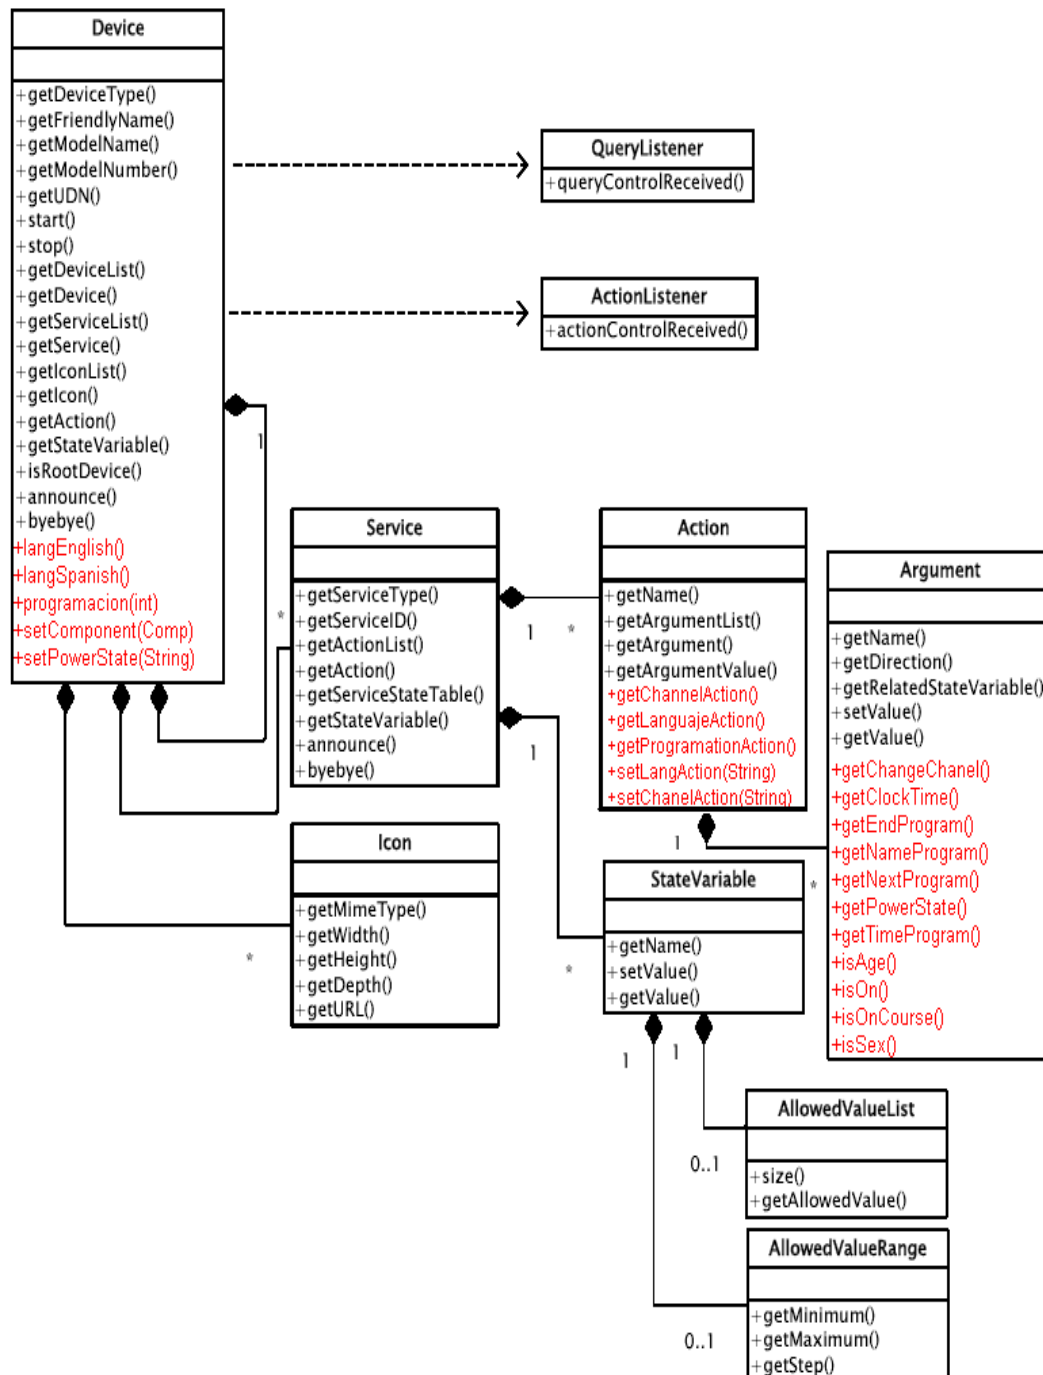 Device
+getDeviceType()
+getFriendlyName()
+getModelName()
+getModelNumber()
+getUDN()
+start()
+stop()
+getDeviceList()
+getDevice()
+getServiceList()
+getService()
+getIconList()
+getIcon()
+getAction()
+getStateVariable()
+isRootDevice()
+announce()
+byebye()
+langEnglish()
+langSpanish()
+programacion(int)
+setComponent(Comp)
+setPowerState(String)
QueryListener
+queryControlReceived()
ActionListener
+actionControlReceived()
1
*
Service
+getServiceType()
+getServiceID()
+getActionList()
+getAction()
+getServiceStateTable()
+getStateVariable()
+announce()
+byebye()
1
*
1
*
Action
+getName()
+getArgumentList()
+getArgument()
+getArgumentValue()
+getChannelAction()
+getLanguajeAction()
+getProgramationAction()
+setLangAction(String)
+setChanelAction(String)
1
*
Argument
+getName()
+getDirection()
+getRelatedStateVariable()
+setValue()
+getValue()
+getChangeChanel()
+getClockTime()
+getEndProgram()
+getNameProgram()
+getNextProgram()
+getPowerState()
+getTimeProgram()
+isAge()
+isOn()
+isOnCourse()
+isSex()
Icon
+getMimeType()
+getWidth()
+getHeight()
+getDepth()
+getURL()
*
StateVariable
+getName()
+setValue()
+getValue()
1
1
AllowedValueList
+size()
+getAllowedValue()
0..1
AllowedValueRange
+getMinimum()
+getMaximum()
+getStep()
0..1